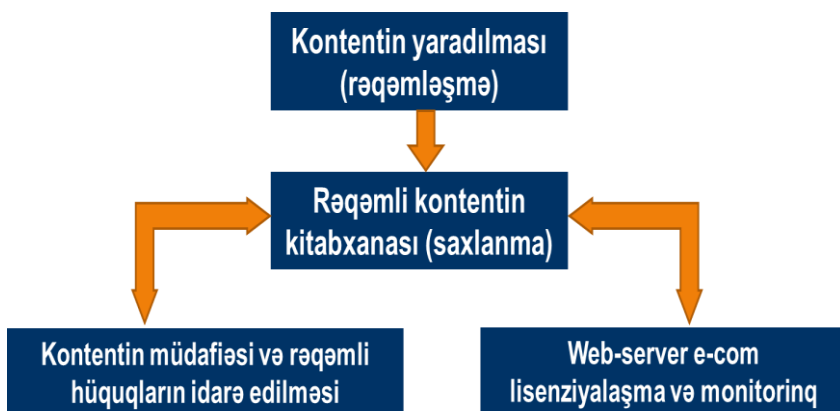 Kontentin yaradılması
(rəqəmləşmə)
Rəqəmli kontentin
kitabxanası (saxlanma)
Kontentin müdafiəsi və rəqəmli
hüquqların idarə edilməsi
Web-server e-com
lisenziyalaşma və monitorinq